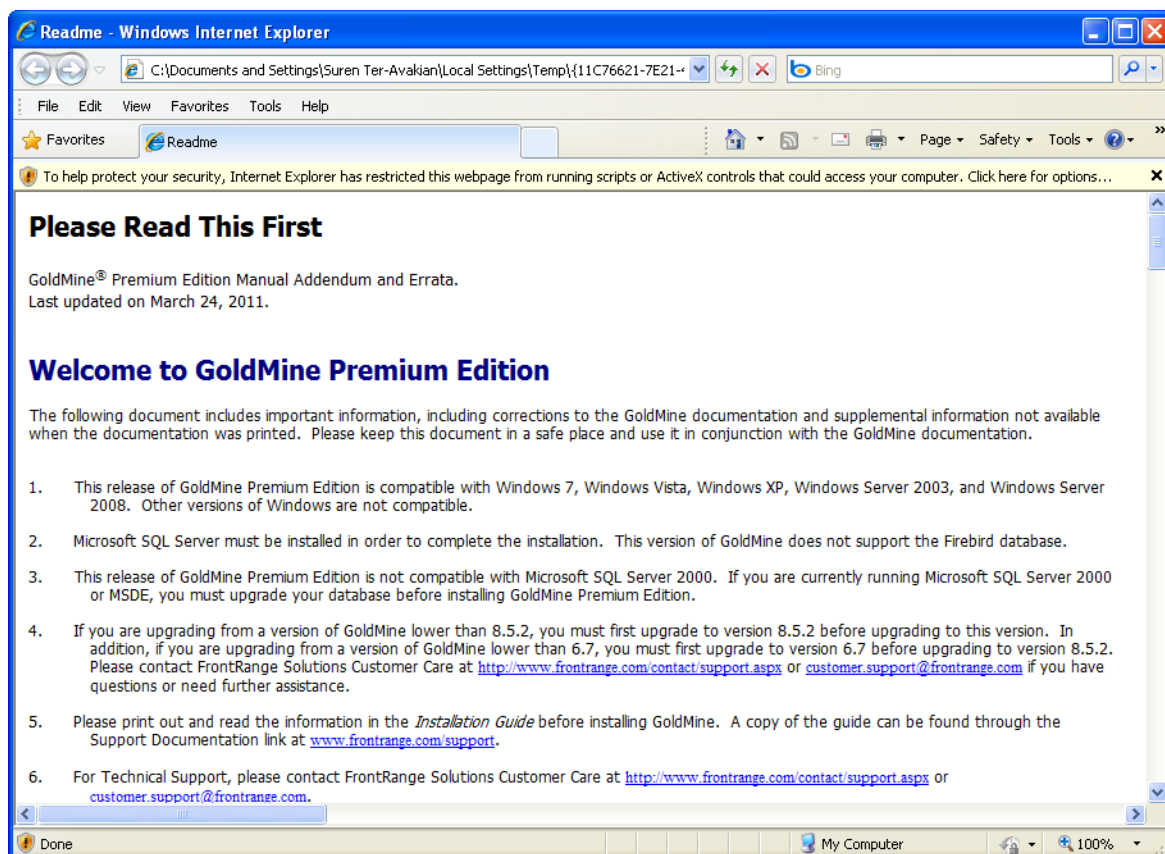 Readme - Windows Internet Explorer
C:\Documents and Settings\Suren Ter-Avakian\Local Settings\Temp\{11C76621-7E21-
Bing
File Edit View Favorites Tools Help
Favorites Readme Page Safety Tools
To help protect your security, Internet Explorer has restricted this webpage from running scripts or ActiveX controls that could access your computer. Click here for options...
Please Read This First
GoldMine® Premium Edition Manual Addendum and Errata.
Last updated on March 24, 2011.
Welcome to GoldMine Premium Edition
The following document includes important information, including corrections to the GoldMine documentation and supplemental information not available
when the documentation was printed. Please keep this document in a safe place and use it in conjunction with the GoldMine documentation.
1. This release of GoldMine Premium Edition is compatible with Windows 7, Windows Vista, Windows XP, Windows Server 2003, and Windows Server
2008. Other versions of Windows are not compatible.
2. Microsoft SQL Server must be installed in order to complete the installation. This version of GoldMine does not support the Firebird database.
3. This release of GoldMine Premium Edition is not compatible with Microsoft SQL Server 2000. If you are currently running Microsoft SQL Server 2000
or MSDE, you must upgrade your database before installing GoldMine Premium Edition.
4. If you are upgrading from a version of GoldMine lower than 8.5.2, you must first upgrade to version 8.5.2 before upgrading to this version. In
addition, if you are upgrading from a version of GoldMine lower than 6.7, you must first upgrade to version 6.7 before upgrading to version 8.5.2.
Please contact FrontRange Solutions Customer Care at http://www.frontrange.com/contact/support.aspx or customer.support@frontrange.com if you have
questions or need further assistance.
5. Please print out and read the information in the Installation Guide before installing GoldMine. A copy of the guide can be found through the
Support Documentation link at www.frontrange.com/support.
6. For Technical Support, please contact FrontRange Solutions Customer Care at http://www.frontrange.com/contact/support.aspx or
customer.support@frontrange.com.
Done My Computer 100%